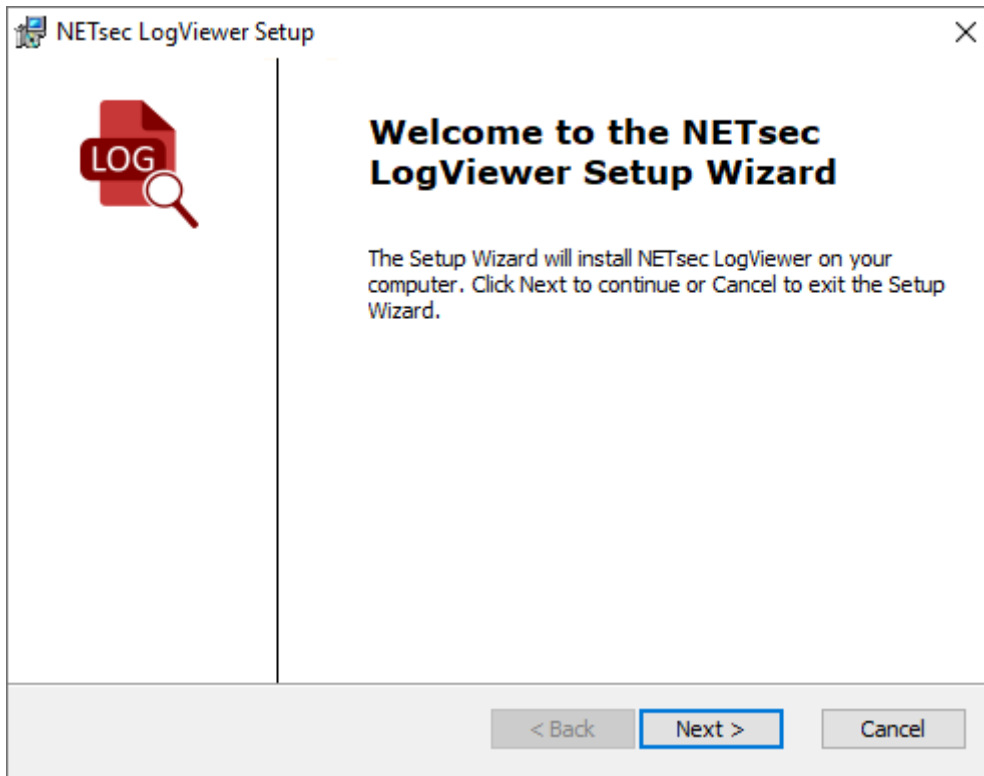 NETsec LogViewer Setup
LOG
Welcome to the NETsec
LogViewer Setup Wizard
The Setup Wizard will install NETsec LogViewer on your
computer. Click Next to continue or Cancel to exit the Setup
Wizard.
< Back
Next >
Cancel